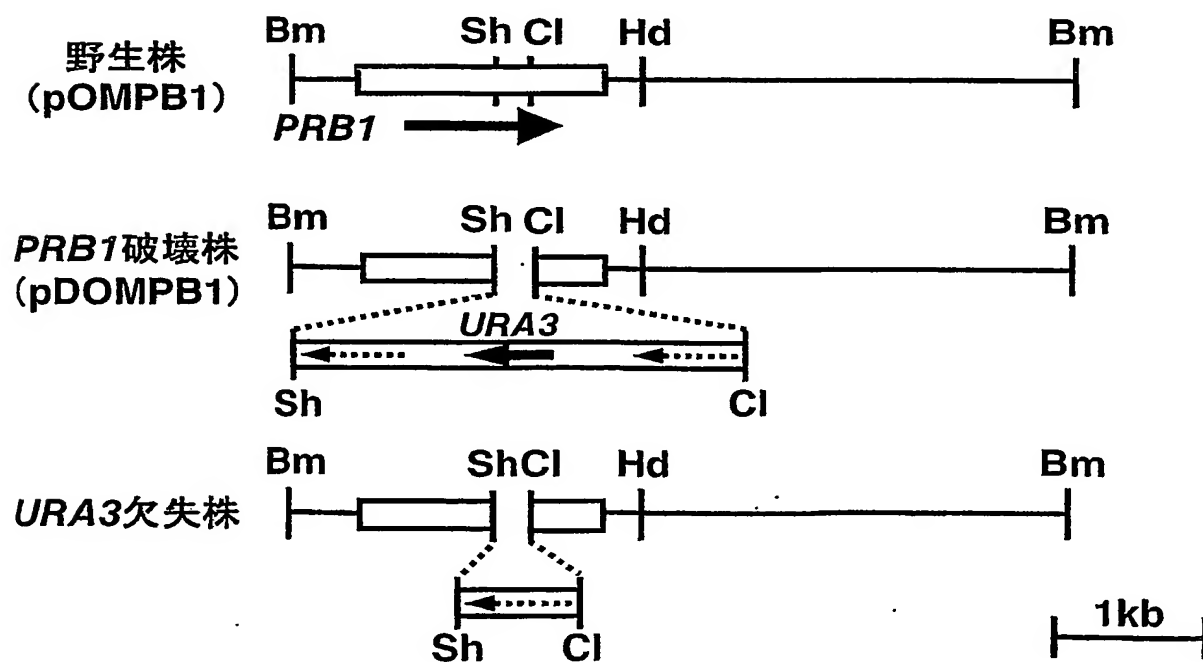 Bm Sh Cl Hd Bm
野生株
(pOMPB1)
PRB1
Bm Sh Cl Hd Bm
PRB1破壊株
(pDOMPB1)
URA3
Sh Cl
Bm ShCl Hd Bm
URA3欠失株
Sh Cl
1kb